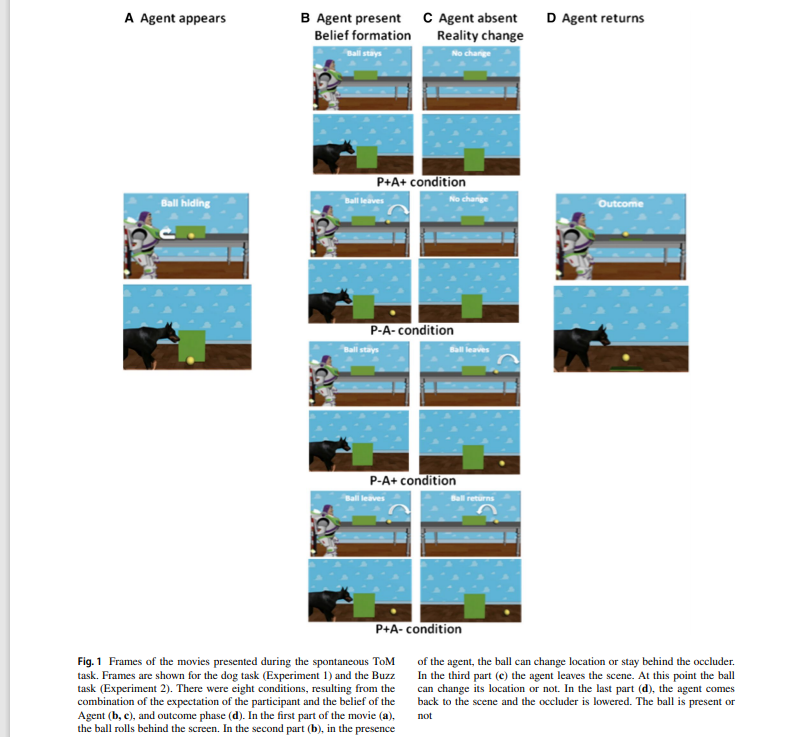 A Agent appears
B Agent present
Belief formation
C Agent absent
Reality change
D Agent returns
Ball stays
No change
P+A+ condition
Ball hiding
Ball leaves
No change
Outcome
P-A- condition
Ball stays
Ball leaves
P-A+ condition
Ball leaves
Ball returns
P+A- condition
Fig. 1 Frames of the movies presented during the spontaneous ToM
task. Frames are shown for the dog task (Experiment 1) and the Buzz
task (Experiment 2). There were eight conditions, resulting from the
combination of the expectation of the participant and the belief of the
Agent (b, c), and outcome phase (d). In the first part of the movie (a),
the ball rolls behind the screen. In the second part (b), in the presence
of the agent, the ball can change location or stay behind the occluder.
In the third part (c) the agent leaves the scene. At this point the ball
can change its location or not. In the last part (d), the agent comes
back to the scene and the occluder is lowered. The ball is present or
not